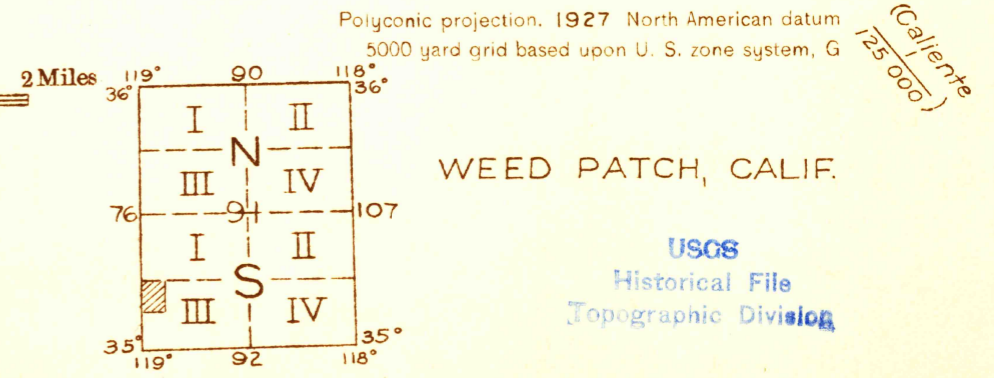 Polyconic projection. 1927 North American datum
5000 yard grid based upon U. S. zone system, G
(Caliente
1
125 000)
2 Miles
119° 90 118°
36° 36°
I II
N
III IV
76 91 107
I II
S
III IV
35° 35°
119° 92 118°
WEED PATCH, CALIF.
USGS
Historical File
Topographic Division